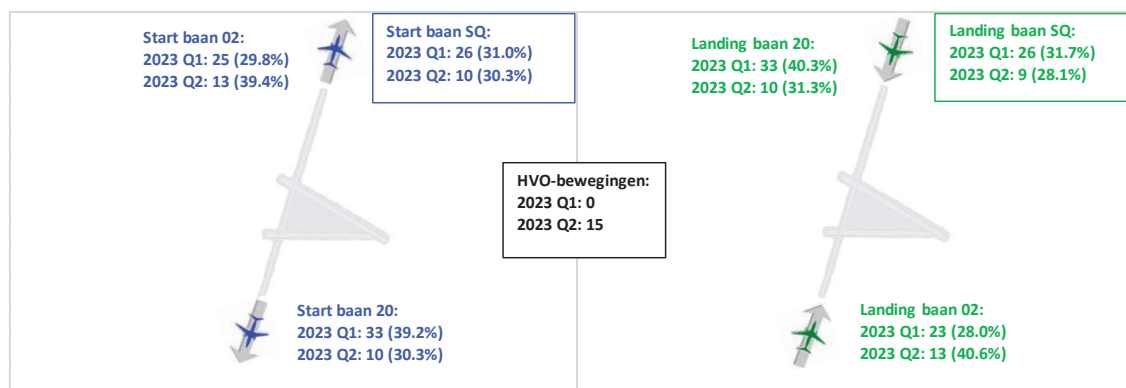 Start baan 02:
2023 Q1: 25 (29.8%)
2023 Q2: 13 (39.4%)
Start baan SQ:
2023 Q1: 26 (31.0%)
2023 Q2: 10 (30.3%)
Landing baan 20:
2023 Q1: 33 (40.3%)
2023 Q2: 10 (31.3%)
Landing baan SQ:
2023 Q1: 26 (31.7%)
2023 Q2: 9 (28.1%)
HVO-bewegingen:
2023 Q1: 0
2023 Q2: 15
Start baan 20:
2023 Q1: 33 (39.2%)
2023 Q2: 10 (30.3%)
Landing baan 02:
2023 Q1: 23 (28.0%)
2023 Q2: 13 (40.6%)